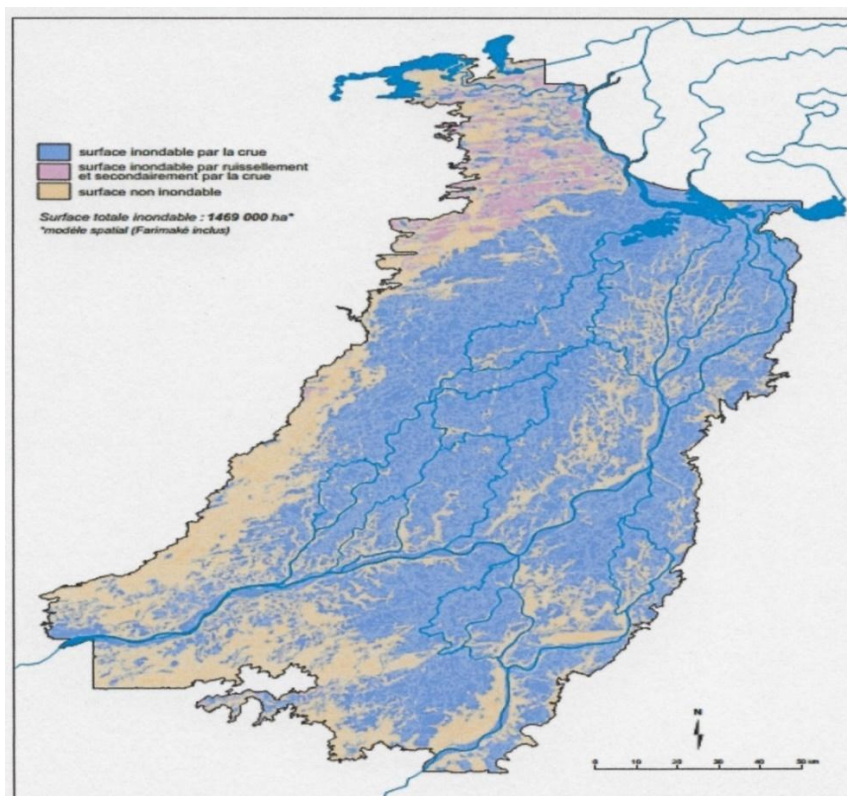 surface inondable par la crue
surface inondable par ruissellement
et secondairement par la crue
surface non inondable
Surface totale inondable : 1469 000 ha*
*modèle spatial (Farimaké inclus)
N
0 10 20 30 40 50 km